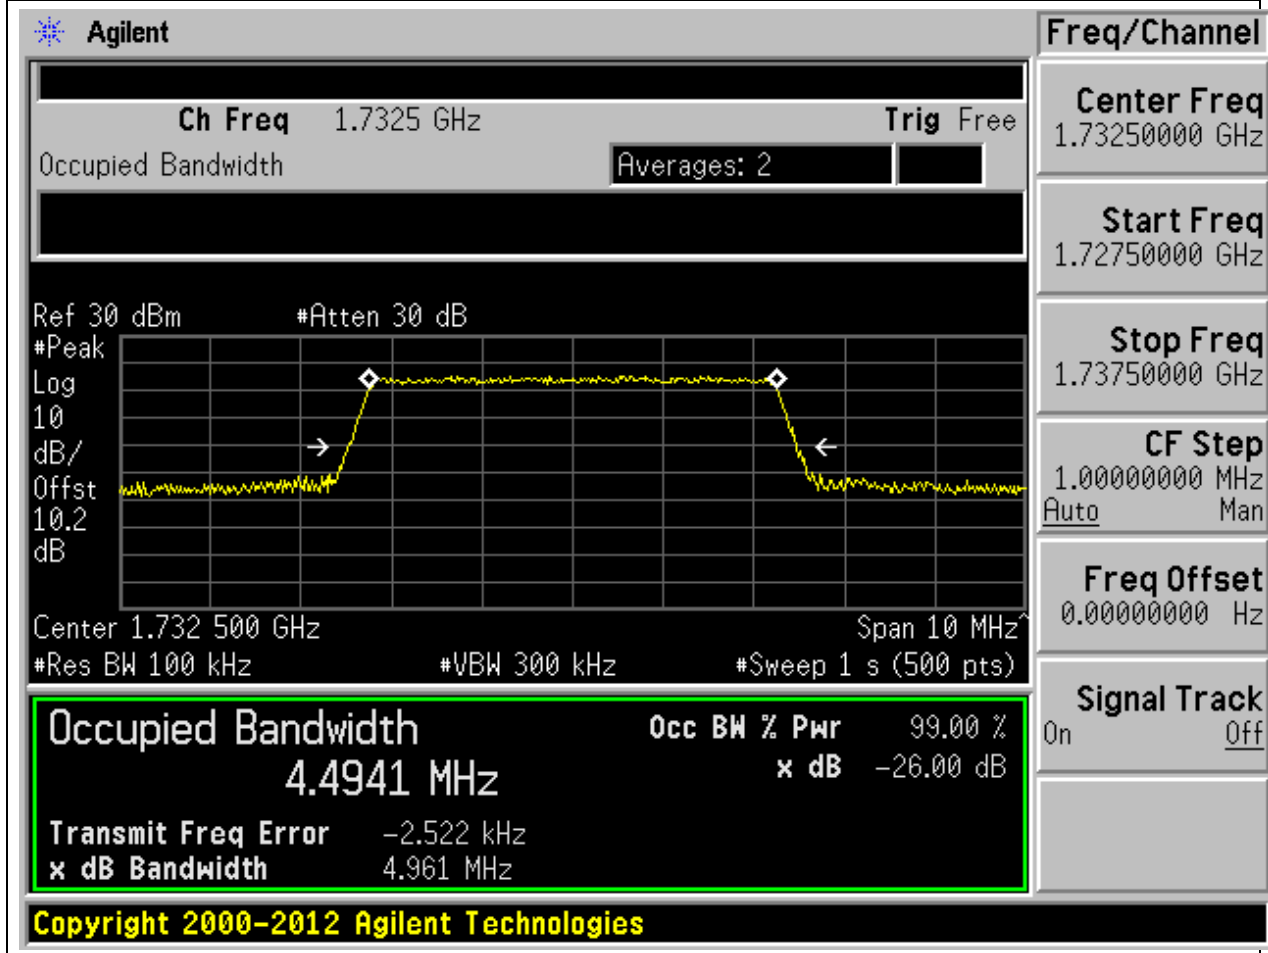 Agilent
Freq/Channel
Ch Freq 1.7325 GHz Trig Free
Occupied Bandwidth Averages: 2
Center Freq
1.73250000 GHz
Start Freq
1.72750000 GHz
Stop Freq
1.73750000 GHz
CF Step
1.00000000 MHz
Auto Man
Freq Offset
0.00000000 Hz
Signal Track
On Off
Ref 30 dBm #Atten 30 dB
#Peak
Log
10
dB/
Offst
10.2
dB
Center 1.732 500 GHz Span 10 MHz^
#Res BW 100 kHz #VBW 300 kHz #Sweep 1 s (500 pts)
Occupied Bandwidth Occ BW % Pwr 99.00 %
4.4941 MHz x dB -26.00 dB
Transmit Freq Error -2.522 kHz
x dB Bandwidth 4.961 MHz
Copyright 2000-2012 Agilent Technologies